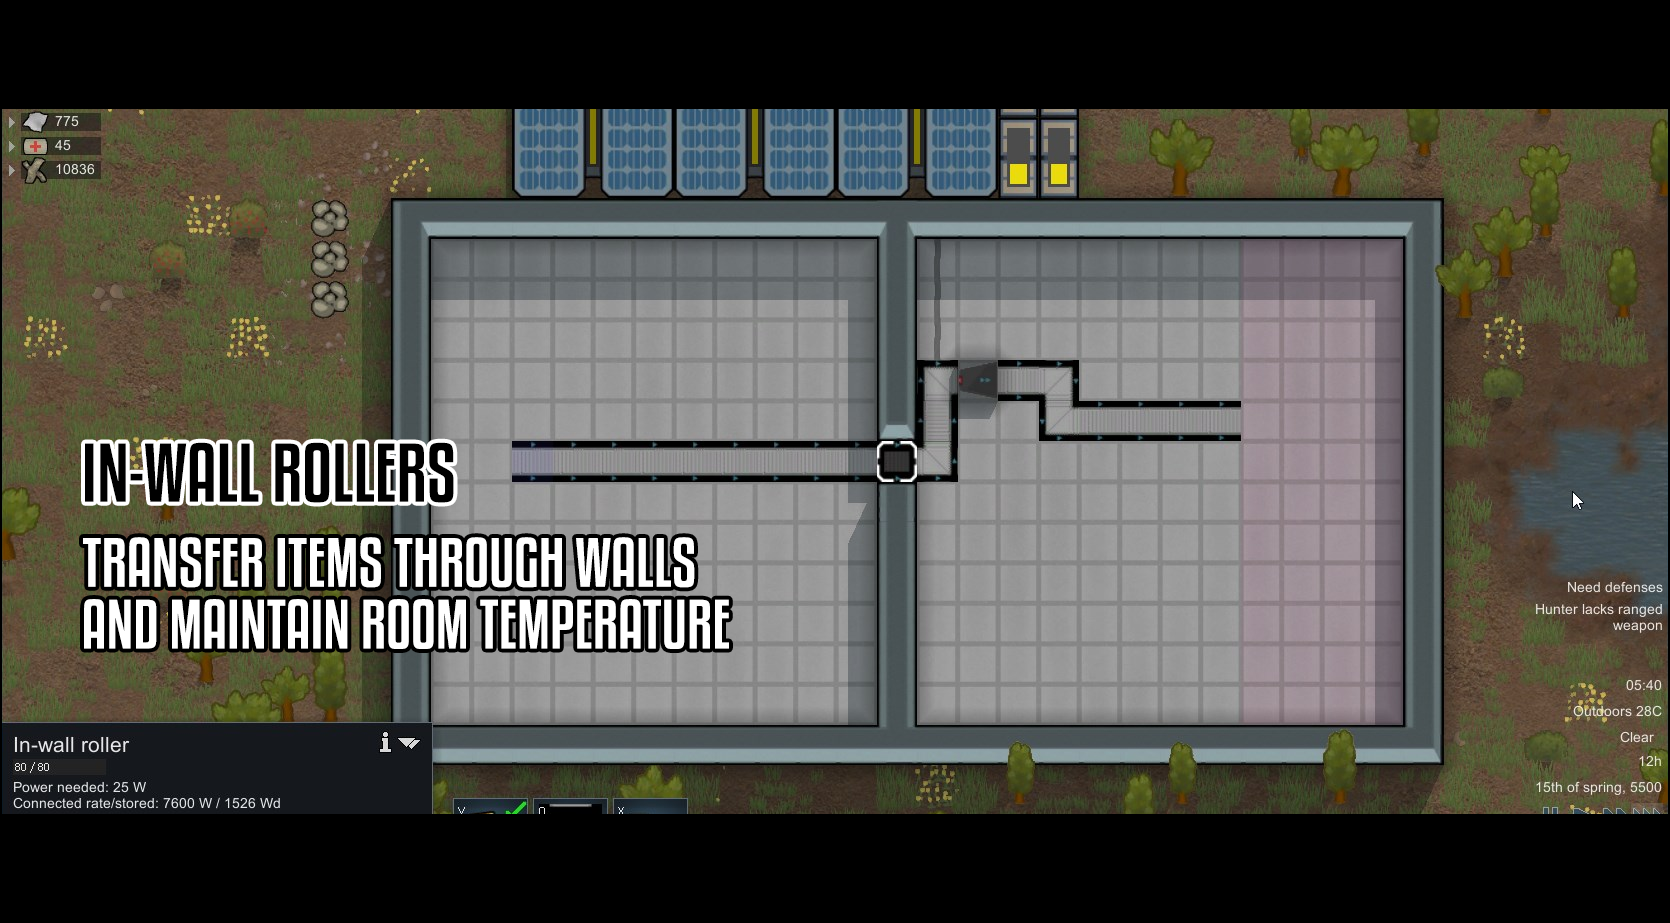 775
45
10836
IN-WALL ROLLERS
TRANSFER ITEMS THROUGH WALLS
AND MAINTAIN ROOM TEMPERATURE
Need defenses
Hunter lacks ranged
weapon
05:40
Outdoors 28C
Clear
12h
15th of spring, 5500
In-wall roller
80 / 80
Power needed: 25 W
Connected rate/stored: 7600 W / 1526 Wd